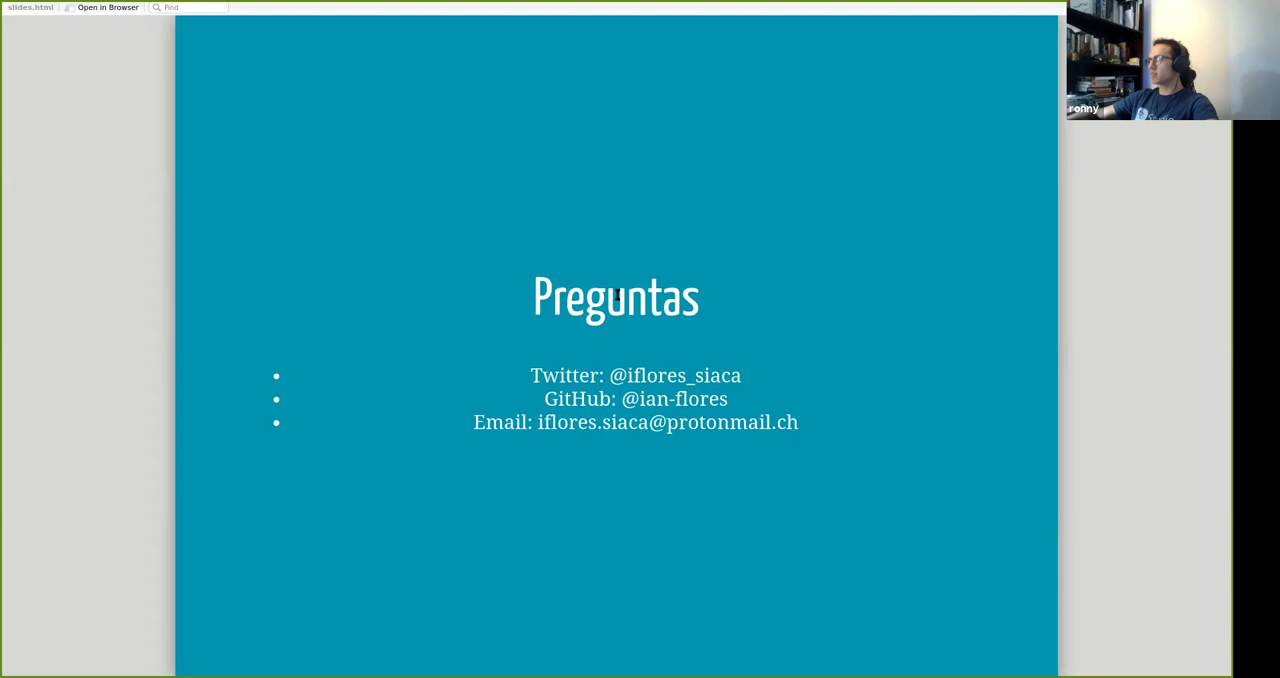 slides.html
Open in Browser
Find
ronny
Preguntas
Twitter: @iflores_siaca
GitHub: @ian-flores
Email: iflores.siaca@protonmail.ch